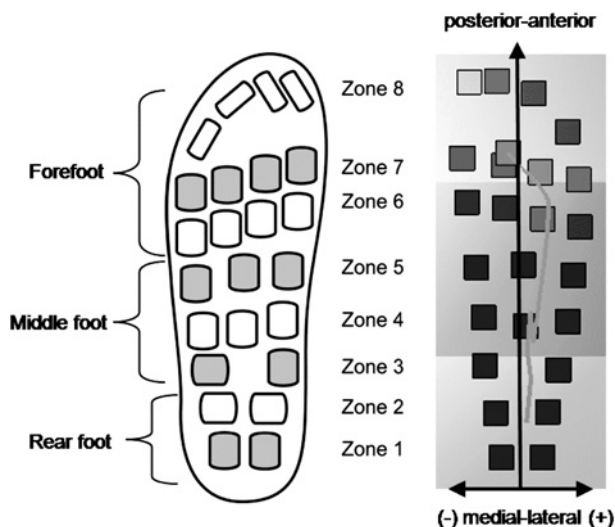 posterior-anterior
Zone 8
Forefoot
Zone 7
Zone 6
Zone 5
Middle foot
Zone 4
Zone 3
Zone 2
Rear foot
Zone 1
(-) medial-lateral (+)